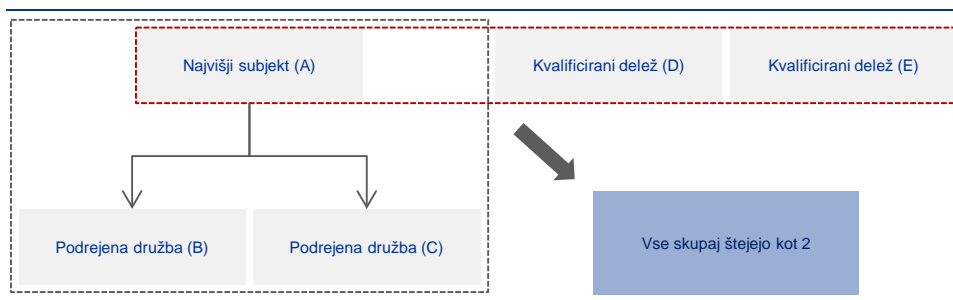 Najvišji subjekt (A)
Kvalificirani delež (D)
Kvalificirani delež (E)
Podrejena družba (B)
Podrejena družba (C)
Vse skupaj štejejo kot 2